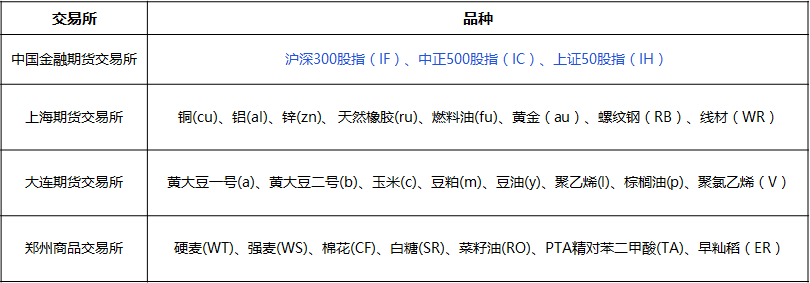 交易所 品种
中国金融期货交易所 沪深300股指（IF）、中正500股指（IC）、上证50股指（IH）
上海期货交易所 铜(cu)、铝(al)、锌(zn)、 天然橡胶(ru)、燃料油(fu)、黄金（au）、螺纹钢（RB）、线材（WR）
大连期货交易所 黄大豆一号(a)、黄大豆二号(b)、玉米(c)、豆粕(m)、豆油(y)、聚乙烯(l)、棕榈油(p)、聚氯乙烯（V）
郑州商品交易所 硬麦(WT)、强麦(WS)、棉花(CF)、白糖(SR)、菜籽油(RO)、PTA精对苯二甲酸(TA)、早籼稻（ER）